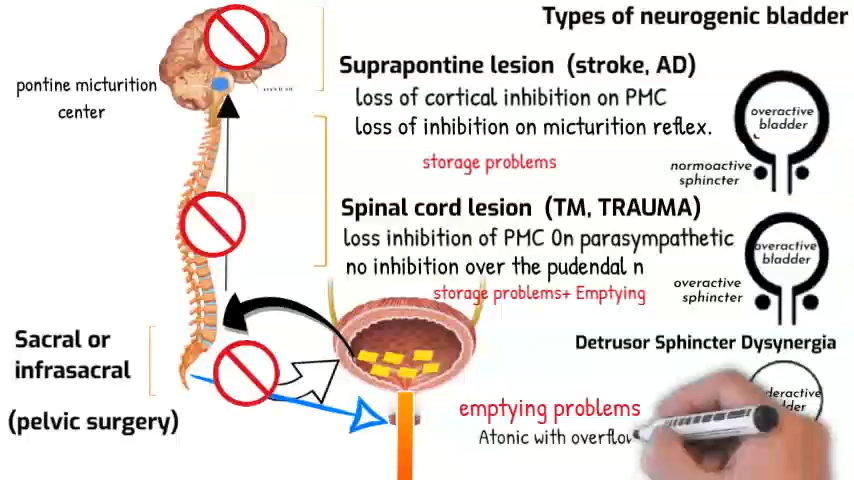 Types of neurogenic bladder
Suprapontine lesion (stroke, AD)
pontine micturition
center
loss of cortical inhibition on PMC
loss of inhibition on micturition reflex.
storage problems
overactive
bladder
normoactive
sphincter
Spinal cord lesion (TM, TRAUMA)
loss inhibition of PMC On parasympathetic
no inhibition over the pudendal n
storage problems+ Emptying
overactive
bladder
overactive
sphincter
Detrusor Sphincter Dysynergia
Sacral or
infrasacral
(pelvic surgery)
emptying problems
Atonic with